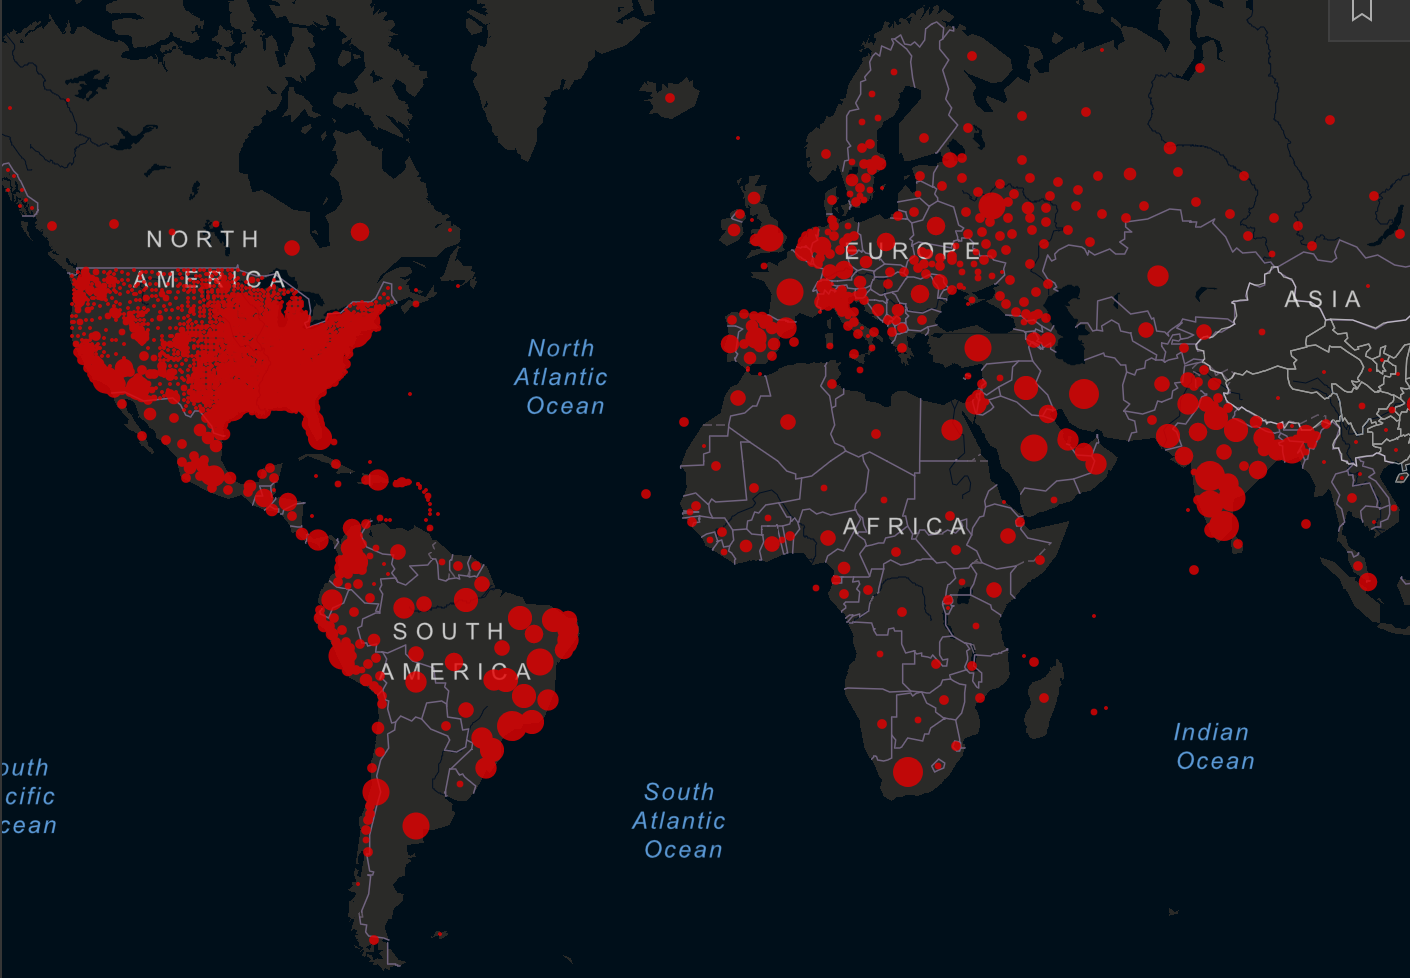 NORTH
AMERICA
EUROPE
ASIA
North
Atlantic
Ocean
AFRICA
SOUTH
AMERICA
Indian
Ocean
outh
cific
cean
South
Atlantic
Ocean